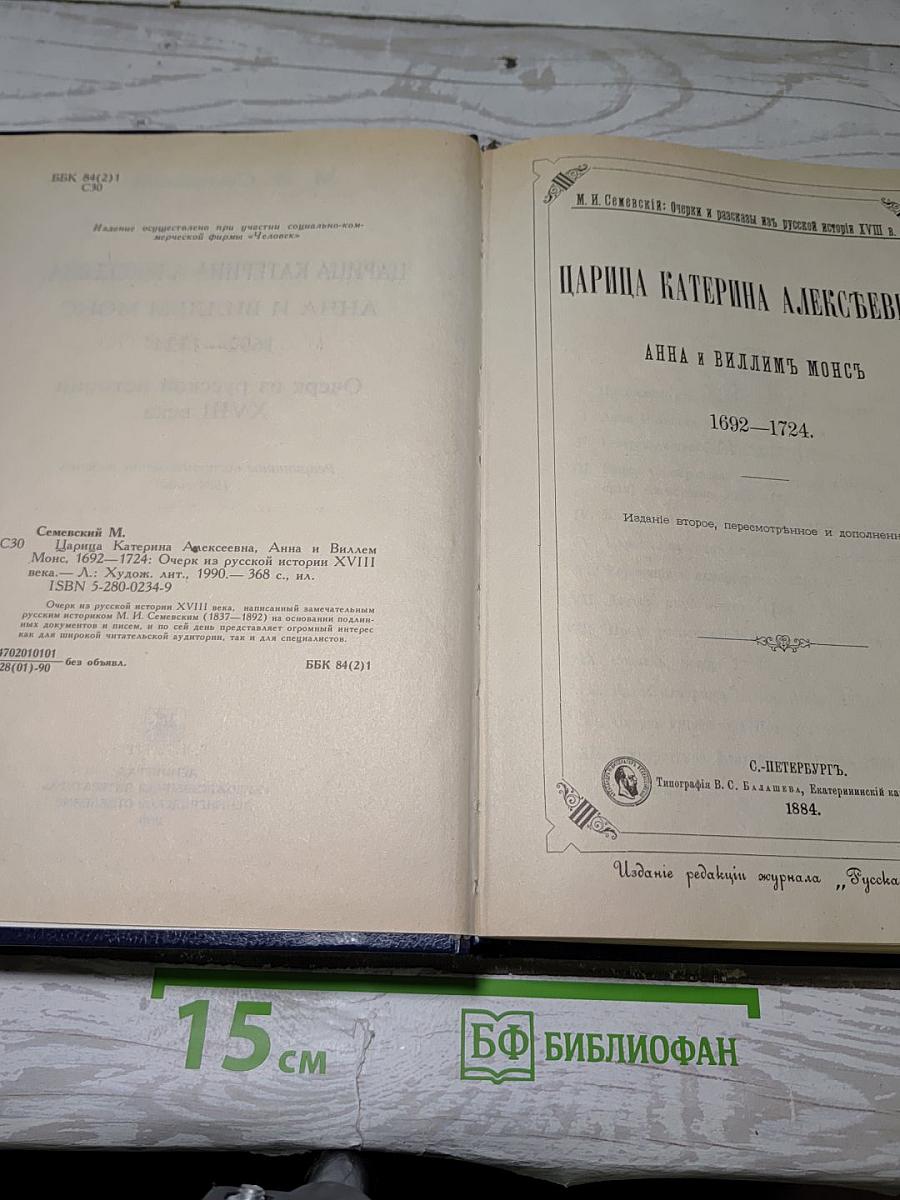 ББК 84(2)1
С30
Издание осуществлено при участии социально-ком-
мерческой фирмы «Человек»
Семевский М.
С30 Царица Катерина Алексеевна, Анна и Виллем
Монс, 1692—1724: Очерк из русской истории XVIII
века.— Л.: Худож. лит., 1990.— 368 с., ил.
ISBN 5-280-0234-9
Очерк из русской истории XVIII века, написанный замечательным
русским историком М. И. Семевским (1837—1892) на основании подлин-
ных документов и писем, и по сей день представляет огромный интерес
как для широкой читательской аудитории, так и для специалистов.
4702010101
28(01)-90
без объявл.
ББК 84(2)1
М. И. Семевскій: Очерки и разсказы изъ русской исторіи XVIII в.
ЦАРИЦА КАТЕРИНА АЛЕКСѢЕВ
АННА и ВИЛЛИМЪ МОНСЪ
1692—1724.
Изданіе второе, пересмотрѣнное и дополнен
С.-ПЕТЕРБУРГЪ.
Типографія В. С. Балашева, Екатерининскій ка
1884.
Изданіе редакціи журнала „Русска
15 см
БФ БИБЛИОФАН